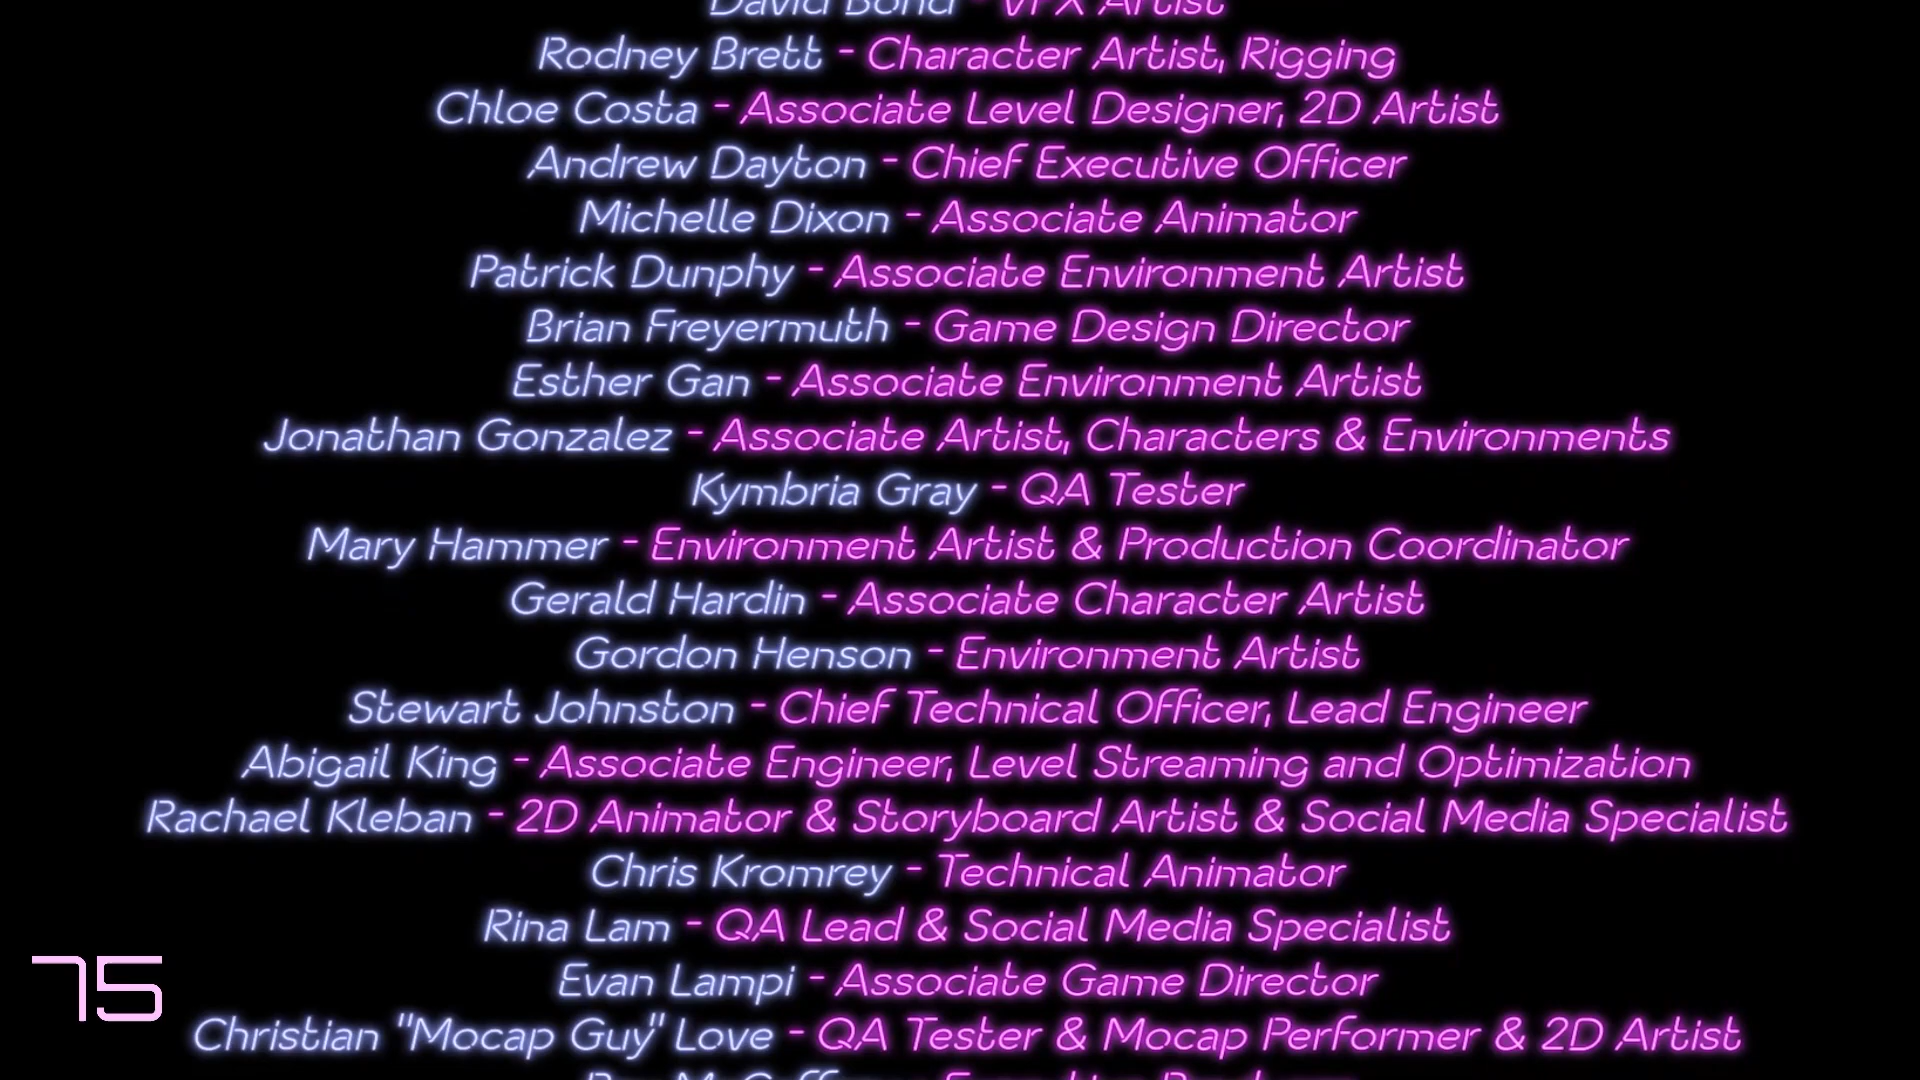 David Bond - VFX Artist
Rodney Brett - Character Artist, Rigging
Chloe Costa - Associate Level Designer, 2D Artist
Andrew Dayton - Chief Executive Officer
Michelle Dixon - Associate Animator
Patrick Dunphy - Associate Environment Artist
Brian Freyermuth - Game Design Director
Esther Gan - Associate Environment Artist
Jonathan Gonzalez - Associate Artist, Characters & Environments
Kymbria Gray - QA Tester
Mary Hammer - Environment Artist & Production Coordinator
Gerald Hardin - Associate Character Artist
Gordon Henson - Environment Artist
Stewart Johnston - Chief Technical Officer, Lead Engineer
Abigail King - Associate Engineer, Level Streaming and Optimization
Rachael Kleban - 2D Animator & Storyboard Artist & Social Media Specialist
Chris Kromrey - Technical Animator
Rina Lam - QA Lead & Social Media Specialist
Evan Lampi - Associate Game Director
75
Christian "Mocap Guy" Love - QA Tester & Mocap Performer & 2D Artist